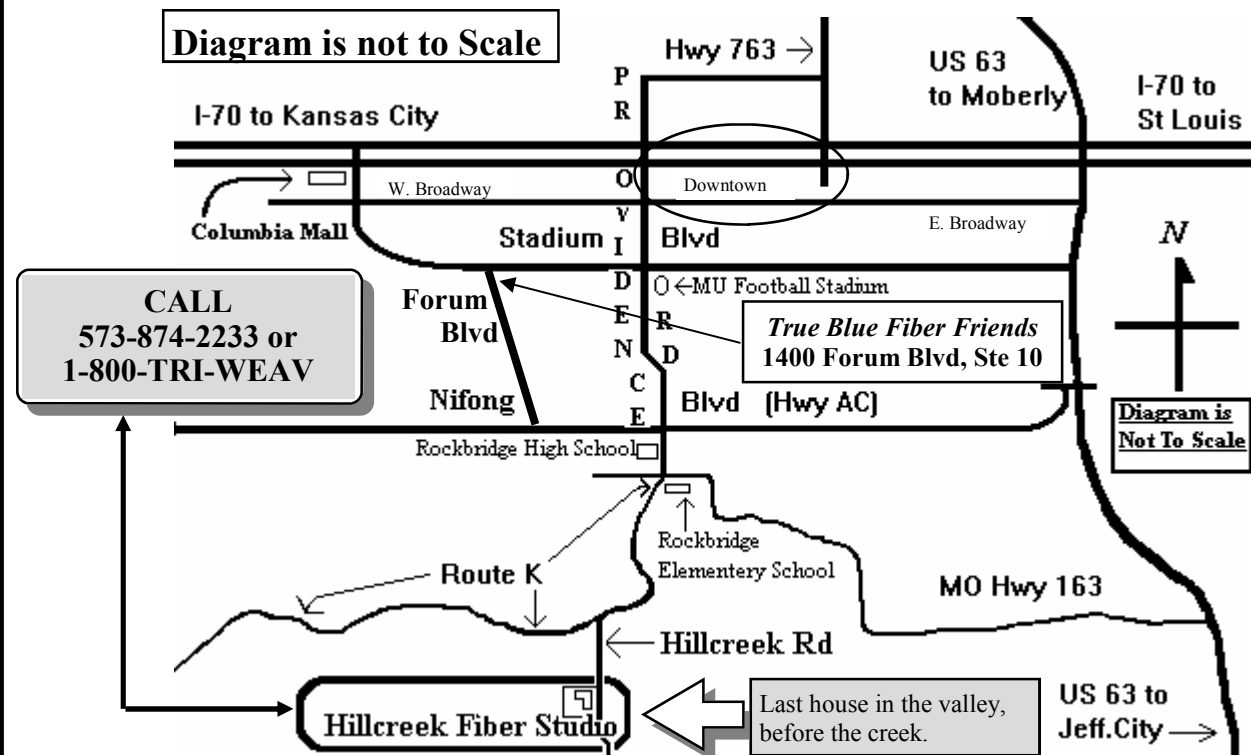 Diagram is not to Scale
Hwy 763
US 63
to Moberly
I-70 to
St Louis
I-70 to Kansas City
PROVIDENCE RD
W. Broadway
Downtown
E. Broadway
Columbia Mall
Stadium Blvd
N
MU Football Stadium
CALL
573-874-2233 or
1-800-TRI-WEAV
Forum
Blvd
True Blue Fiber Friends
1400 Forum Blvd, Ste 10
Nifong Blvd (Hwy AC)
Diagram is
Not To Scale
Rockbridge High School
Rockbridge
Elementery School
Route K
MO Hwy 163
Hillcreek Rd
Hillcreek Fiber Studio
Last house in the valley,
before the creek.
US 63 to
Jeff.City